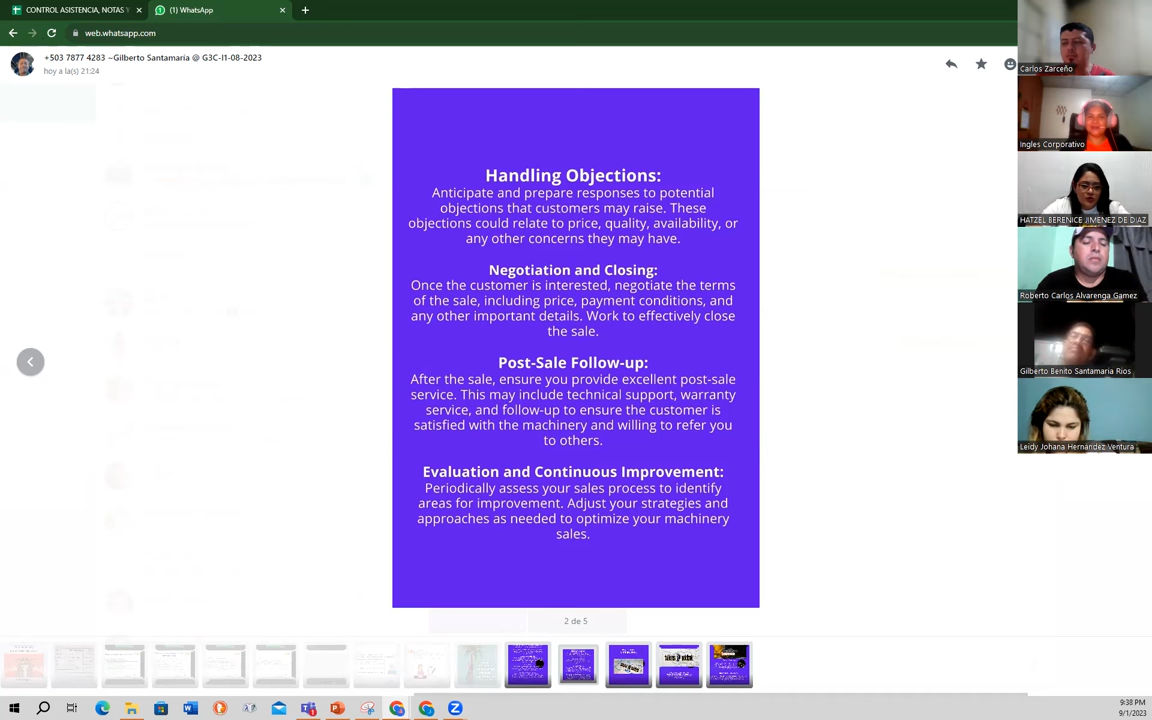 CONTROL ASISTENCIA, NOTAS Y
(1) WhatsApp
web.whatsapp.com
+503 7877 4283 ~Gilberto Santamaría @ G3C-I1-08-2023
hoy a la(s) 21:24
Handling Objections:
Anticipate and prepare responses to potential
objections that customers may raise. These
objections could relate to price, quality, availability, or
any other concerns they may have.
Negotiation and Closing:
Once the customer is interested, negotiate the terms
of the sale, including price, payment conditions, and
any other important details. Work to effectively close
the sale.
Post-Sale Follow-up:
After the sale, ensure you provide excellent post-sale
service. This may include technical support, warranty
service, and follow-up to ensure the customer is
satisfied with the machinery and willing to refer you
to others.
Evaluation and Continuous Improvement:
Periodically assess your sales process to identify
areas for improvement. Adjust your strategies and
approaches as needed to optimize your machinery
sales.
2 de 5
Carlos Zarceño
Ingles Corporativo
HATZEL BERENICE JIMENEZ DE DIAZ
Roberto Carlos Alvarenga Gamez
Gilberto Benito Santamaria Rios
Leidy Johana Hernández Ventura
9:38 PM
9/1/2023